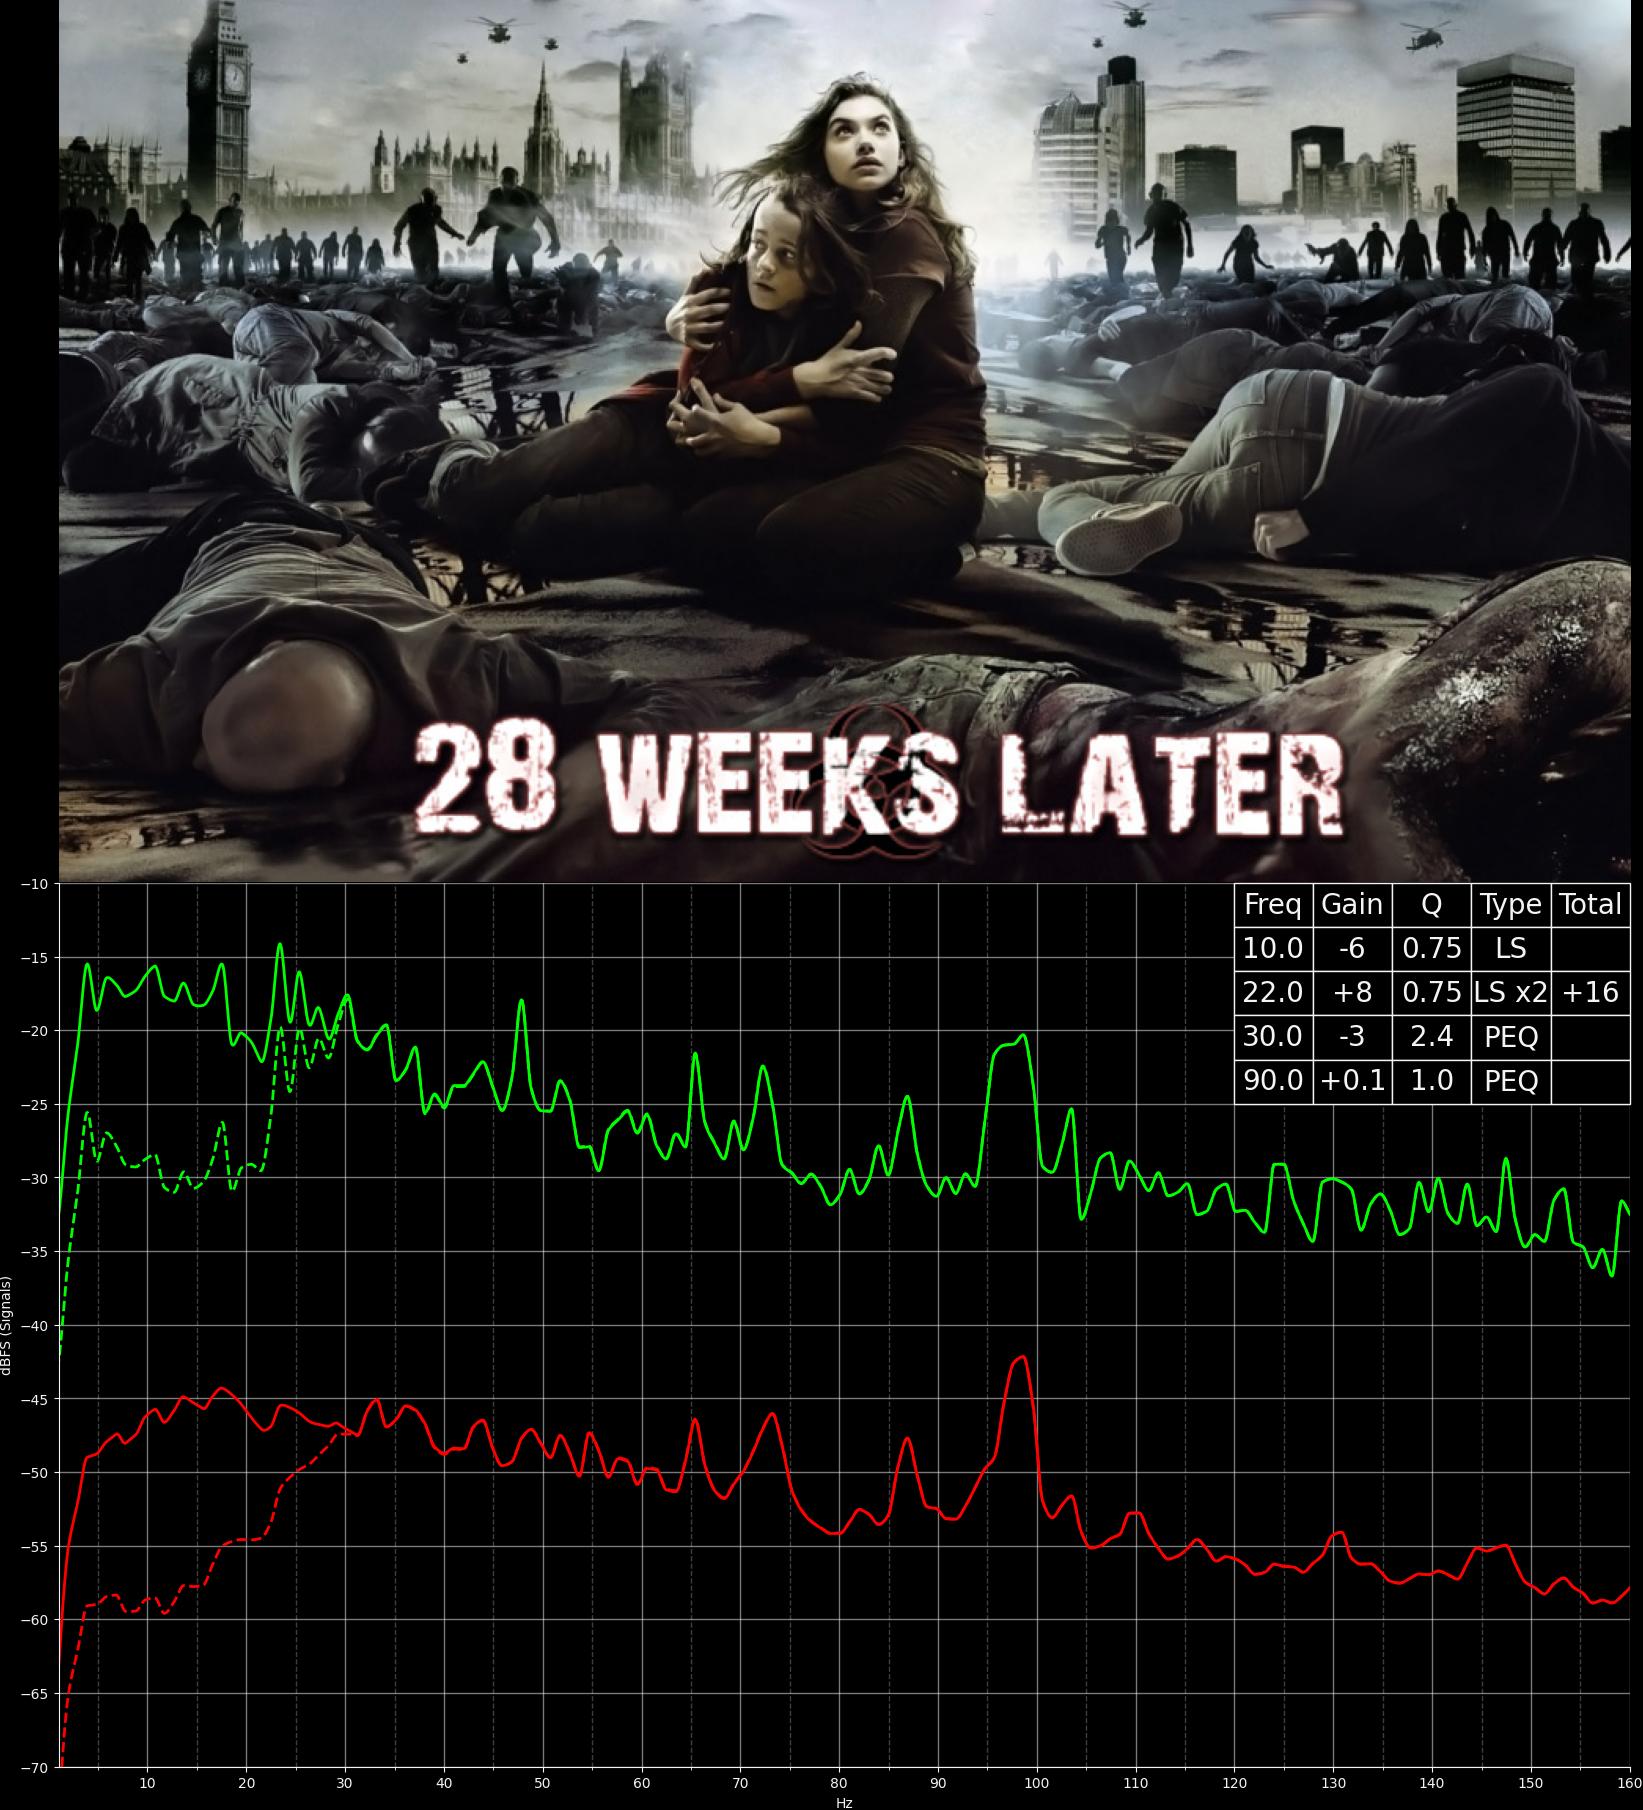 28 WEEKS LATER
Freq Gain Q Type Total
10.0 -6 0.75 LS
22.0 +8 0.75 LS x2 +16
30.0 -3 2.4 PEQ
90.0 +0.1 1.0 PEQ
−10
−15
−20
−25
−30
−35
−40
−45
−50
−55
−60
−65
−70
dBFS (Signals)
10 20 30 40 50 60 70 80 90 100 110 120 130 140 150 160
Hz